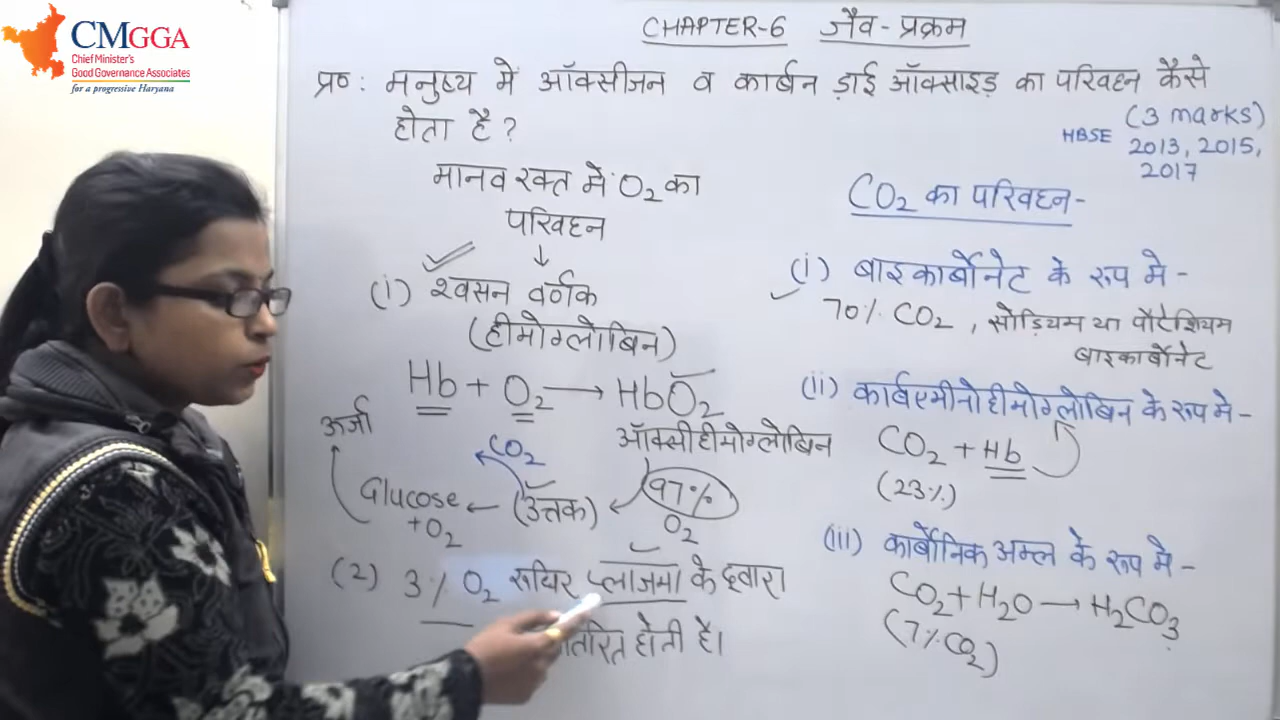 CMGGA
Chief Minister's
Good Governance Associates
for a progressive Haryana
CHAPTER-6 जैव-प्रक्रम
प्र॰: मनुष्य में ऑक्सीजन व कार्बन ड़ाई ऑक्साइड़ का परिवहन कैसे
होता है?
(3 marks)
HBSE 2013, 2015,
2017
मानव रक्त में O₂ का
परिवहन
↓
(i) श्वसन वर्णक
(हीमोग्लोबिन)
Hb + O₂ → HbO₂
ऑक्सीहीमोग्लोबिन
ऊर्जा
CO₂
Glucose ← (उत्तक) ← 97%
+O₂
O₂
(2) 3% O₂ रुधिर प्लाज्मा के द्वारा
होती है।
CO₂ का परिवहन-
(i) बाइकार्बोनेट के रूप मे -
70% CO₂, सोड़ियम या पौटेशियम
बाइकार्बोनेट
(ii) कार्बएमीनोहीमोग्लोबिन के रूप मे-
CO₂ + Hb
(23%)
(iii) कार्बोनिक अम्ल के रूप मे -
CO₂+H₂O → H₂CO₃
(7% CO₂)